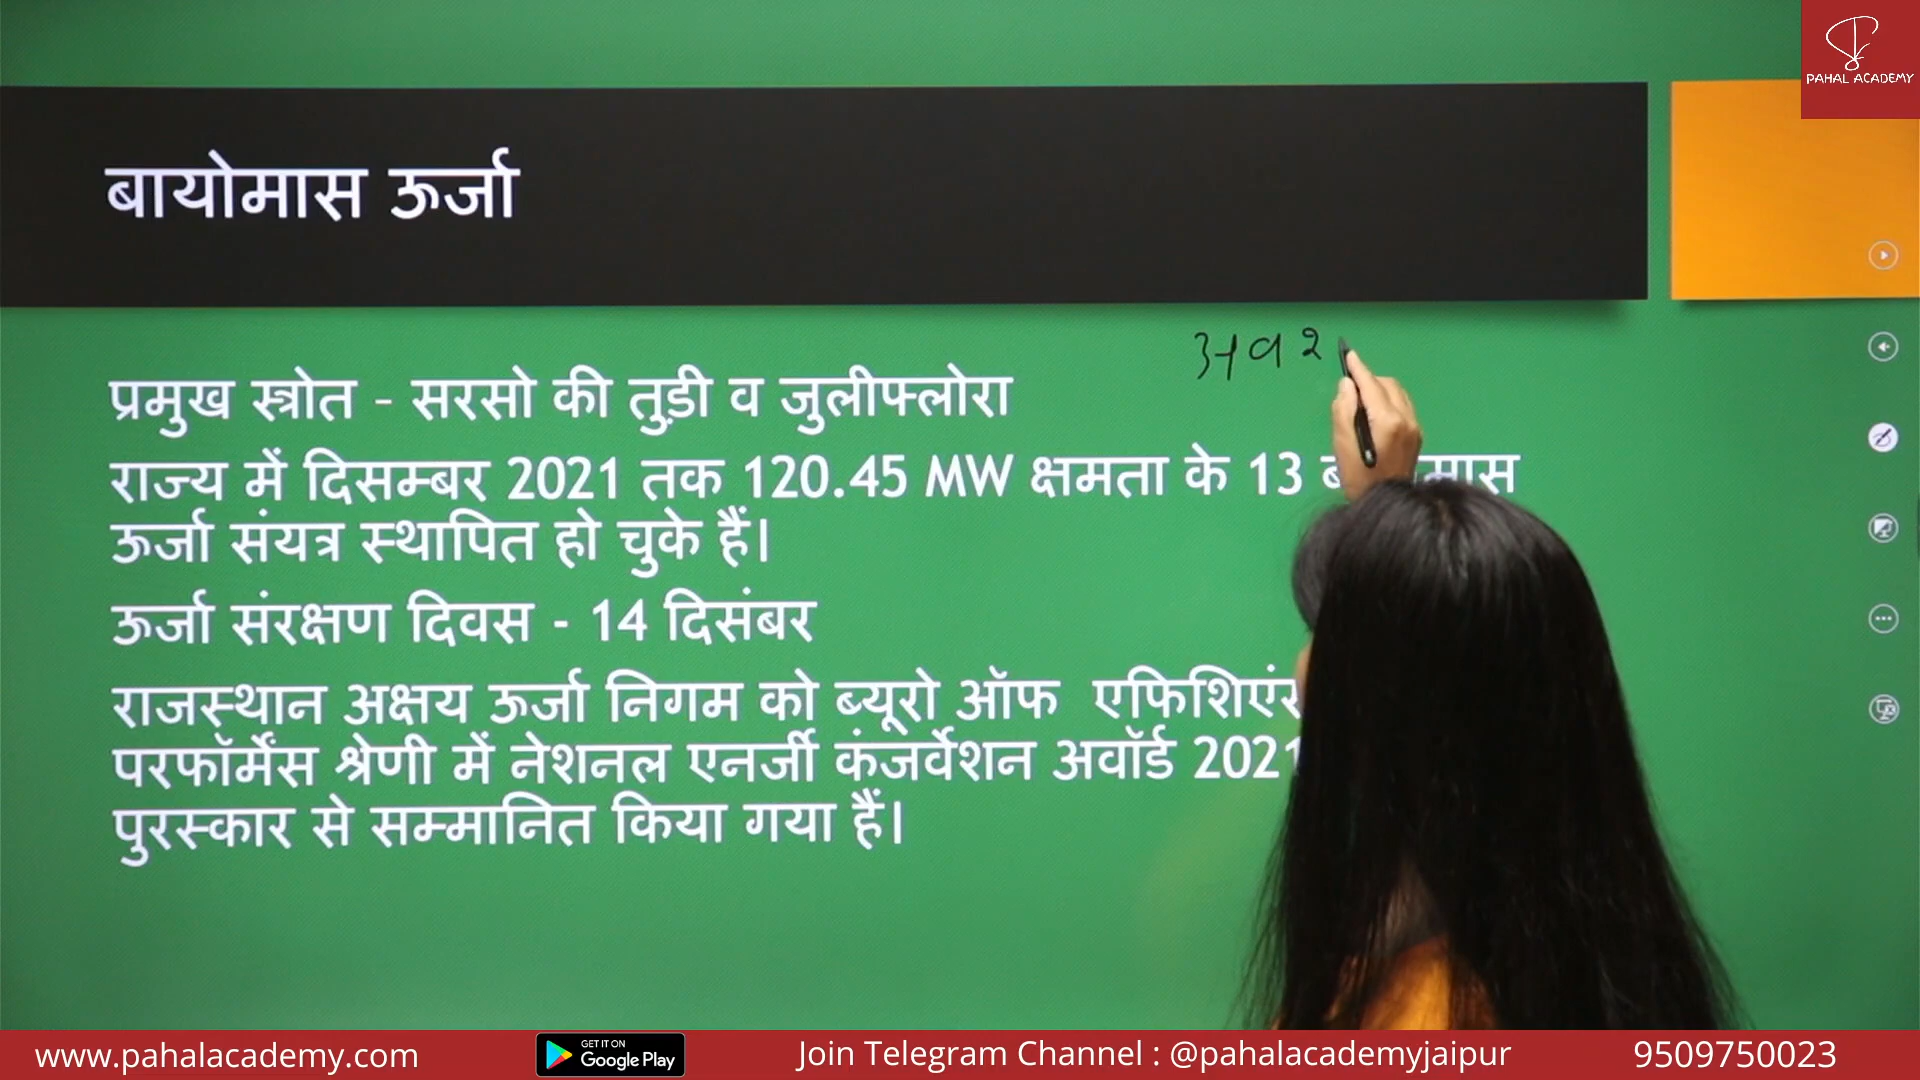 PAHAL ACADEMY
बायोमास ऊर्जा
प्रमुख स्त्रोत - सरसो की तुड़ी व जुलीफ्लोरा
राज्य में दिसम्बर 2021 तक 120.45 MW क्षमता के 13
ऊर्जा संयत्र स्थापित हो चुके हैं।
ऊर्जा संरक्षण दिवस - 14 दिसंबर
राजस्थान अक्षय ऊर्जा निगम को ब्यूरो ऑफ एफिशिएंस
परफॉर्मेंस श्रेणी में नेशनल एनर्जी कंजर्वेशन अवॉर्ड 2021
पुरस्कार से सम्मानित किया गया हैं।
www.pahalacademy.com
GET IT ON
Google Play
Join Telegram Channel : @pahalacademyjaipur
9509750023